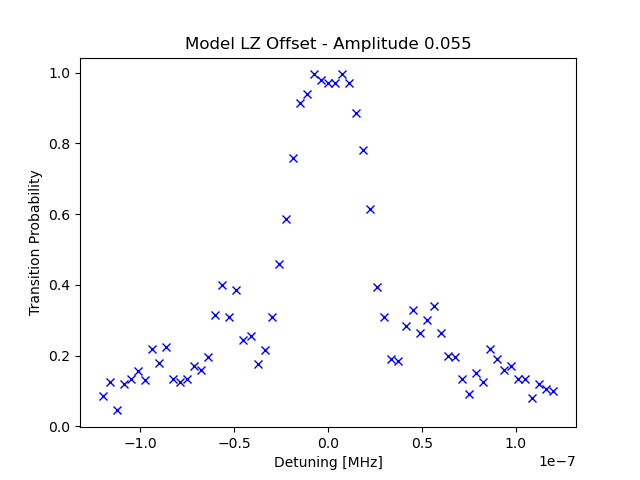 Model LZ Offset - Amplitude 0.055
1.0
0.8
0.6
0.4
0.2
0.0
Transition Probability
−1.0 −0.5 0.0 0.5 1.0
1e−7
Detuning [MHz]